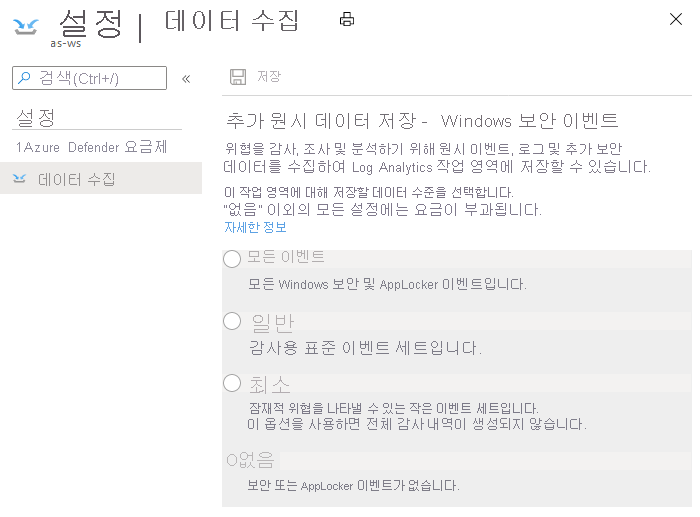 설정 | 데이터 수집
as-ws
검색(Ctrl+/)
«
저장
설정
1Azure Defender 요금제
데이터 수집
추가 원시 데이터 저장 - Windows 보안 이벤트
위협을 감사, 조사 및 분석하기 위해 원시 이벤트, 로그 및 추가 보안
데이터를 수집하여 Log Analytics 작업 영역에 저장할 수 있습니다.
이 작업 영역에 대해 저장할 데이터 수준을 선택합니다.
"없음" 이외의 모든 설정에는 요금이 부과됩니다.
자세한 정보
모든 이벤트
모든 Windows 보안 및 AppLocker 이벤트입니다.
일반
감사용 표준 이벤트 세트입니다.
최소
잠재적 위협을 나타낼 수 있는 작은 이벤트 세트입니다.
이 옵션을 사용하면 전체 감사 내역이 생성되지 않습니다.
O없음
보안 또는 AppLocker 이벤트가 없습니다.